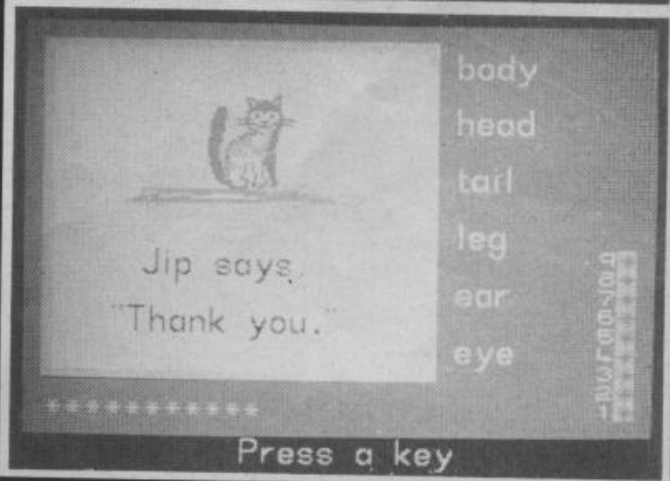 Jip says,
"Thank you."
body
head
tail
leg
ear
eye
***********
Press a key